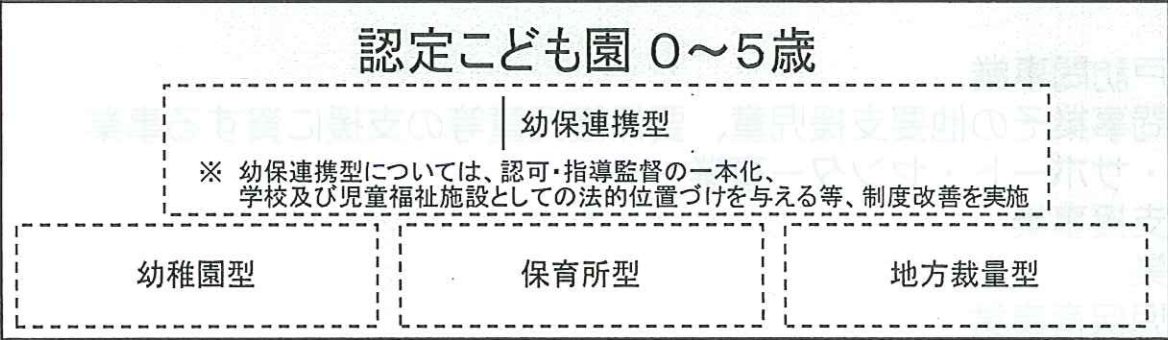 認定こども園 0～5歳
幼保連携型
※ 幼保連携型については、認可・指導監督の一本化、
学校及び児童福祉施設としての法的位置づけを与える等、制度改善を実施
幼稚園型
保育所型
地方裁量型